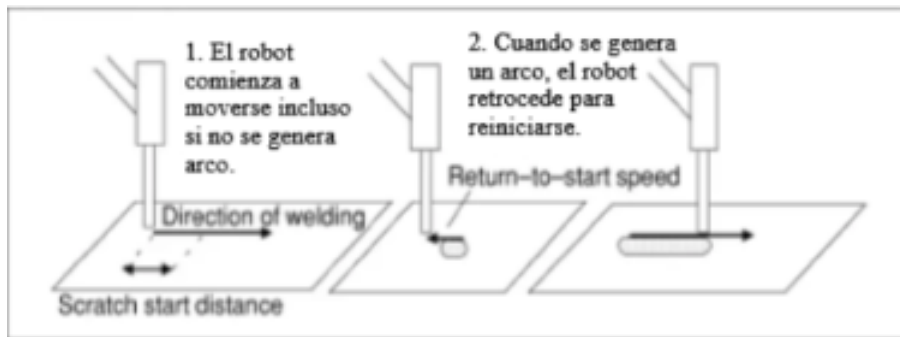 1. El robot
comienza a
moverse incluso
si no se genera
arco.
2. Cuando se genera
un arco, el robot
retrocede para
reiniciarse.
Return-to-start speed
Direction of welding
Scratch start distance